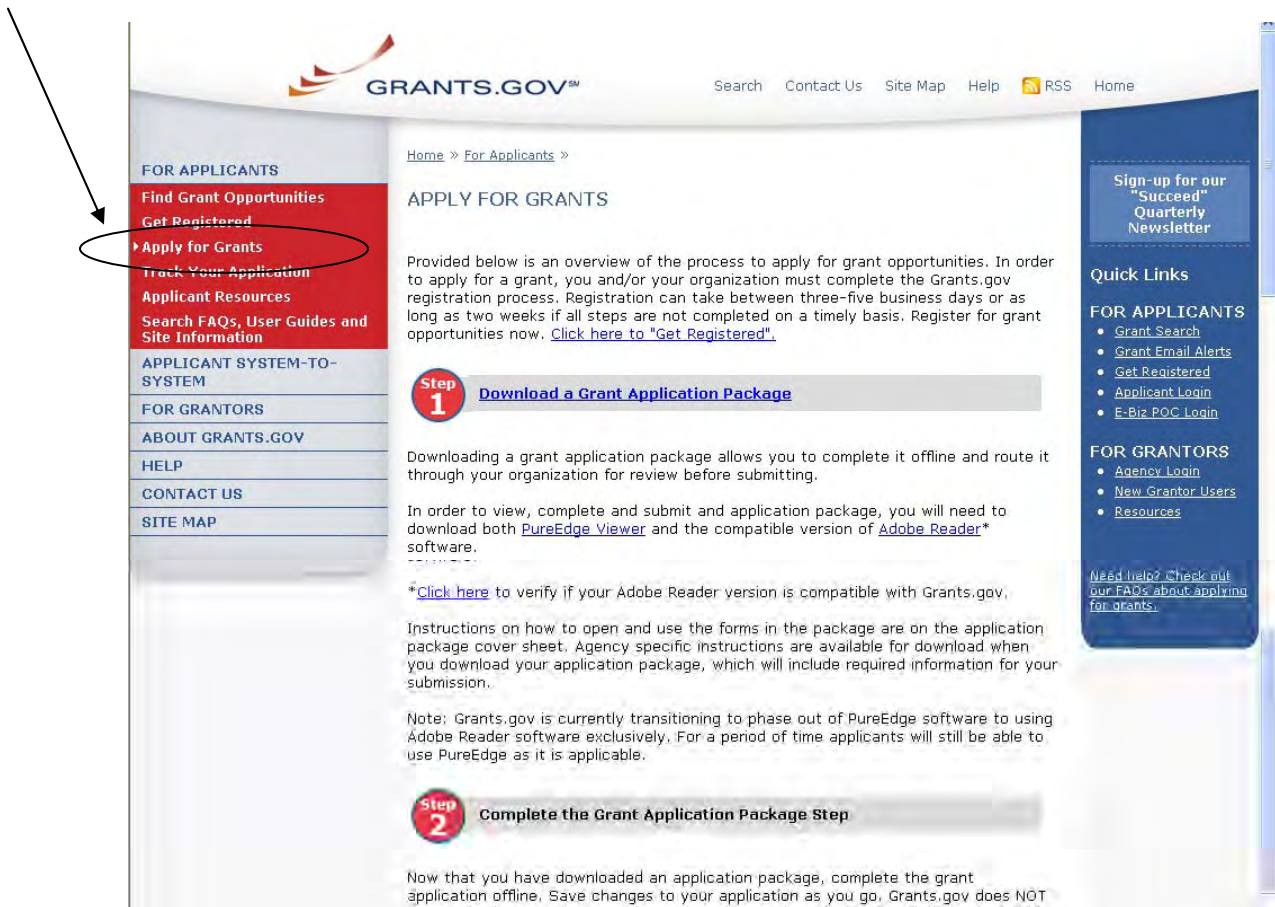 GRANTS.GOV℠
Search Contact Us Site Map Help RSS Home
FOR APPLICANTS
Find Grant Opportunities
Get Registered
Apply for Grants
Track Your Application
Applicant Resources
Search FAQs, User Guides and
Site Information
APPLICANT SYSTEM-TO-
SYSTEM
FOR GRANTORS
ABOUT GRANTS.GOV
HELP
CONTACT US
SITE MAP
Home » For Applicants »
APPLY FOR GRANTS
Provided below is an overview of the process to apply for grant opportunities. In order
to apply for a grant, you and/or your organization must complete the Grants.gov
registration process. Registration can take between three-five business days or as
long as two weeks if all steps are not completed on a timely basis. Register for grant
opportunities now. Click here to "Get Registered".
Step
1
Download a Grant Application Package
Downloading a grant application package allows you to complete it offline and route it
through your organization for review before submitting.
In order to view, complete and submit and application package, you will need to
download both PureEdge Viewer and the compatible version of Adobe Reader*
software.
*Click here to verify if your Adobe Reader version is compatible with Grants.gov.
Instructions on how to open and use the forms in the package are on the application
package cover sheet. Agency specific instructions are available for download when
you download your application package, which will include required information for your
submission.
Note: Grants.gov is currently transitioning to phase out of PureEdge software to using
Adobe Reader software exclusively. For a period of time applicants will still be able to
use PureEdge as it is applicable.
Step
2
Complete the Grant Application Package Step
Now that you have downloaded an application package, complete the grant
application offline. Save changes to your application as you go. Grants.gov does NOT
Sign-up for our
"Succeed"
Quarterly
Newsletter
Quick Links
FOR APPLICANTS
• Grant Search
• Grant Email Alerts
• Get Registered
• Applicant Login
• E-Biz POC Login
FOR GRANTORS
• Agency Login
• New Grantor Users
• Resources
Need help? Check out
our FAQs about applying
for grants.